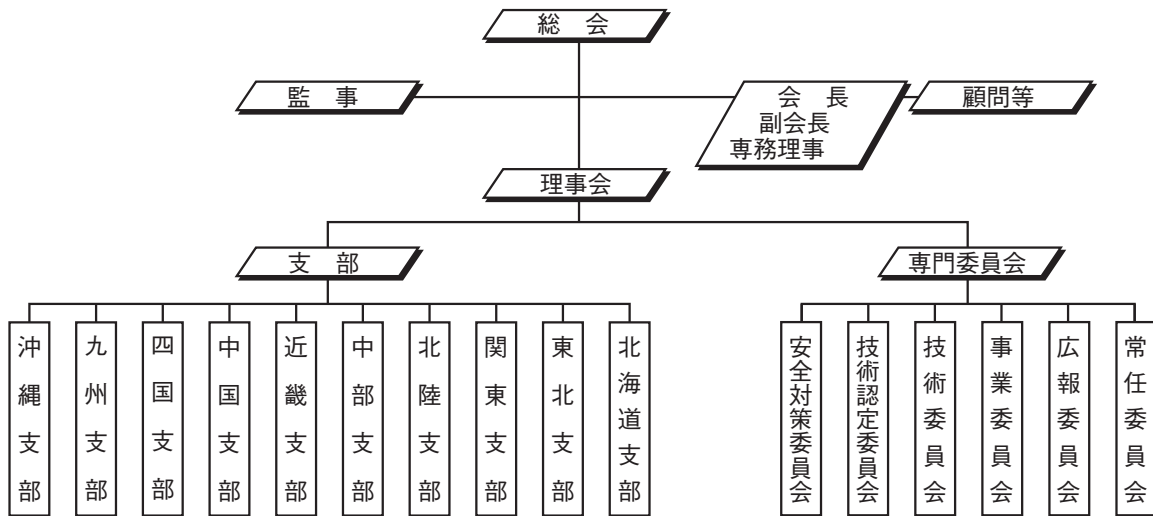 総　会
監　事
会　長
副会長
専務理事
顧問等
理事会
支　部
専門委員会
沖縄支部
九州支部
四国支部
中国支部
近畿支部
中部支部
北陸支部
関東支部
東北支部
北海道支部
安全対策委員会
技術認定委員会
技術委員会
事業委員会
広報委員会
常任委員会